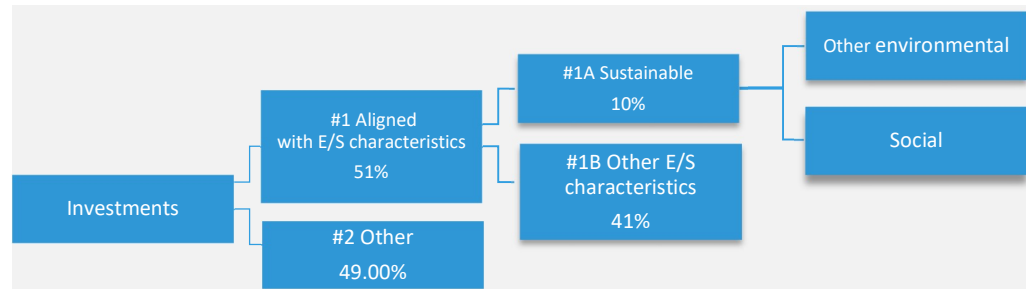 Investments
#1 Aligned
with E/S characteristics
51%
#2 Other
49.00%
#1A Sustainable
10%
#1B Other E/S
characteristics
41%
Other environmental
Social